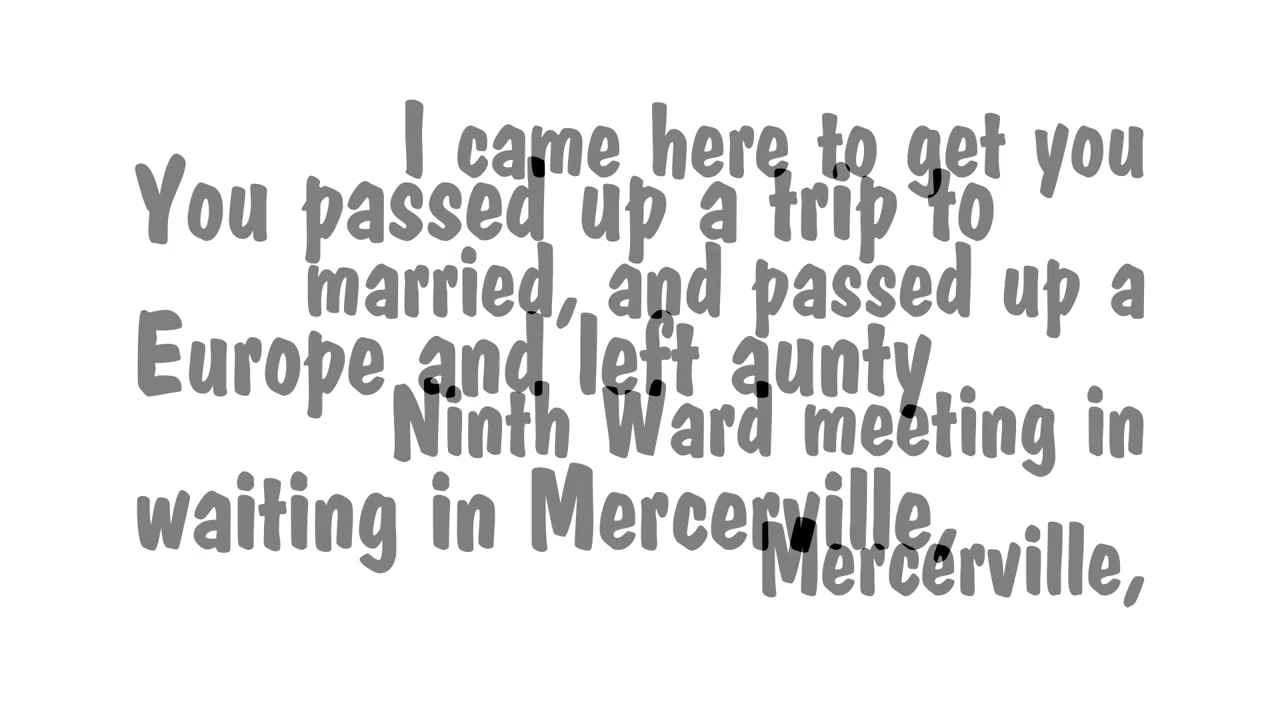 I came here to get you
married, and passed up a
Ninth Ward meeting in
Mercerville,
You passed up a trip to
Europe and left aunty
waiting in Mercerville,